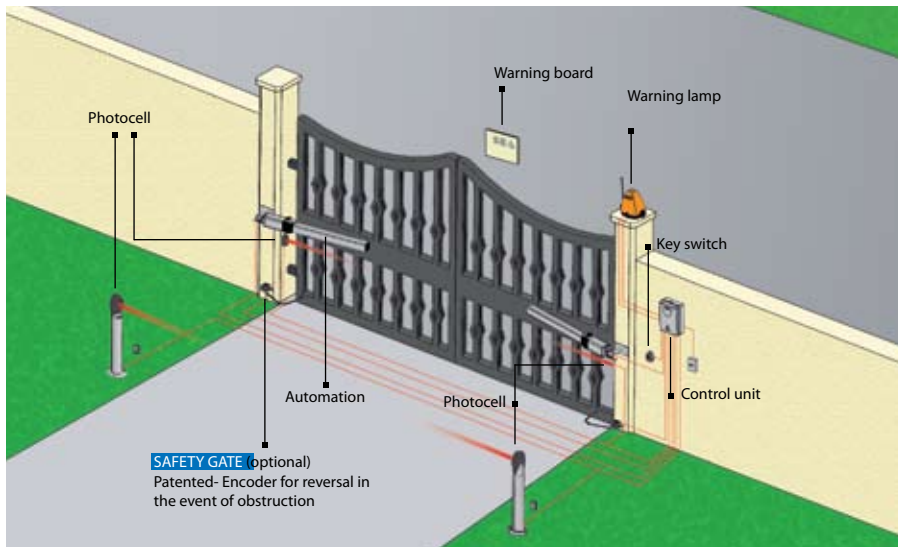 Warning board
Warning lamp
Photocell
Key switch
Automation
Photocell
Control unit
SAFETY GATE (optional)
Patented- Encoder for reversal in
the event of obstruction